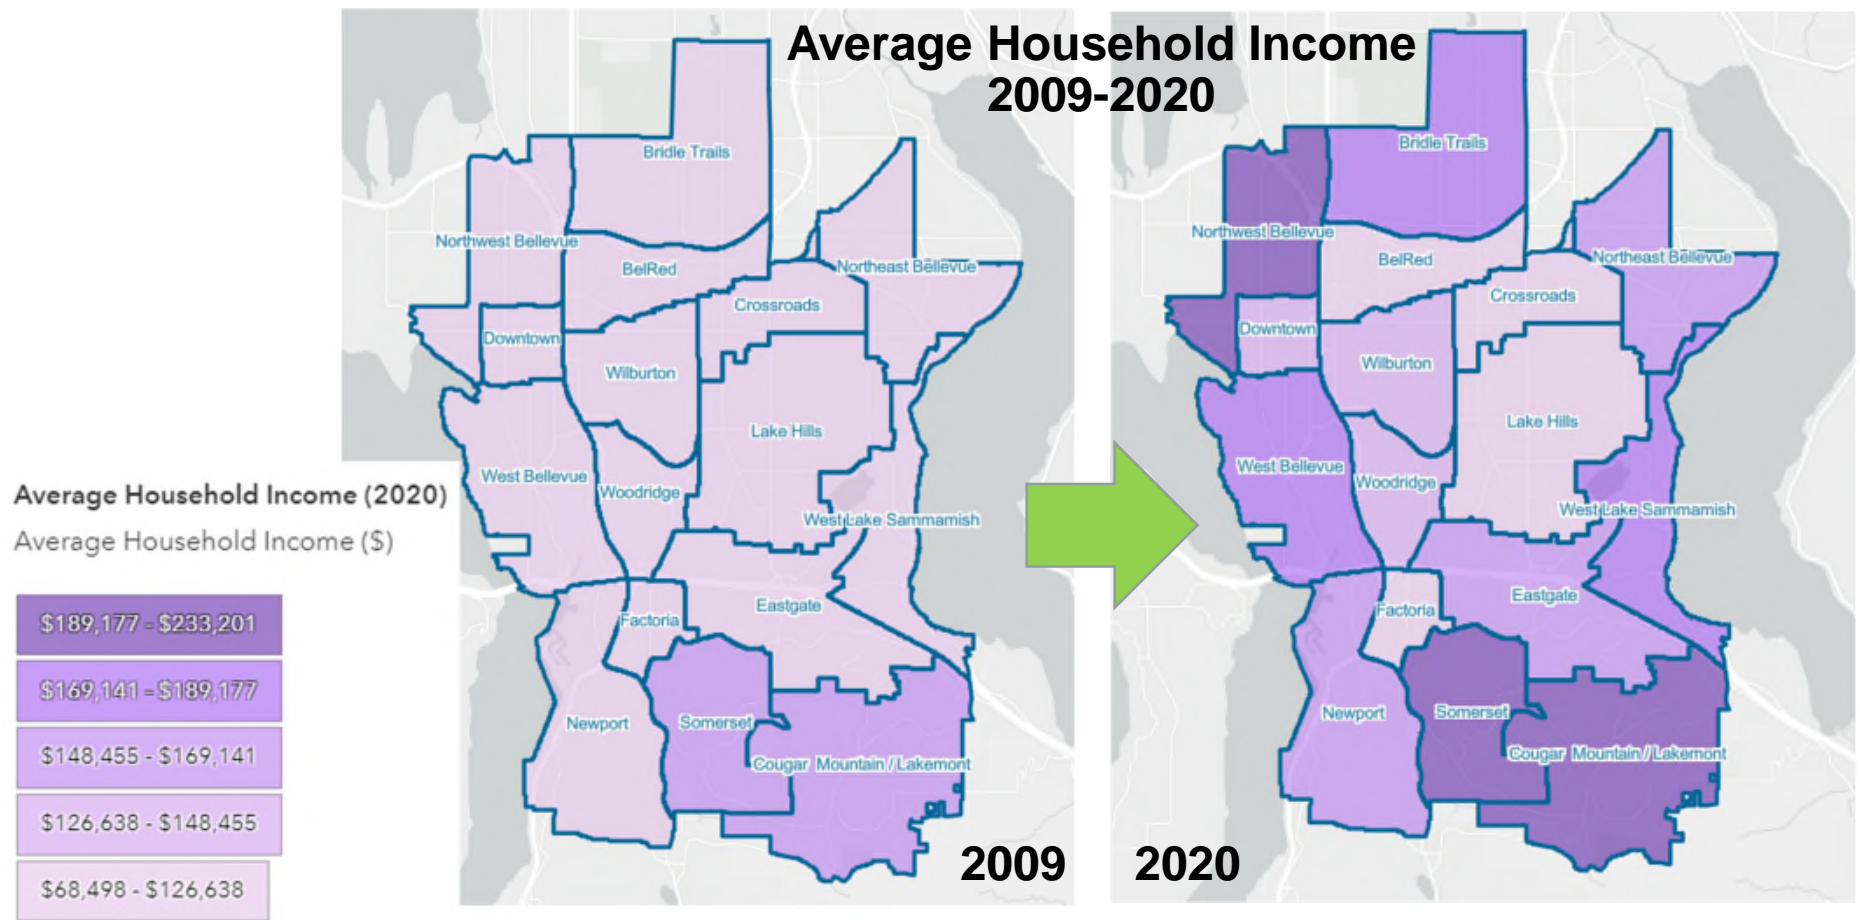 Average Household Income
2009-2020
Bridle Trails
Northwest Bellevue
BelRed
Northeast Bellevue
Crossroads
Downtown
Wilburton
Lake Hills
West Bellevue
Woodridge
West Lake Sammamish
Eastgate
Factoria
Newport
Somerset
Cougar Mountain / Lakemont
2009
Bridle Trails
Northwest Bellevue
BelRed
Northeast Bellevue
Crossroads
Downtown
Wilburton
Lake Hills
West Bellevue
Woodridge
West Lake Sammamish
Eastgate
Factoria
Newport
Somerset
Cougar Mountain / Lakemont
2020
Average Household Income (2020)
Average Household Income ($)
$189,177 - $233,201
$169,141 - $189,177
$148,455 - $169,141
$126,638 - $148,455
$68,498 - $126,638